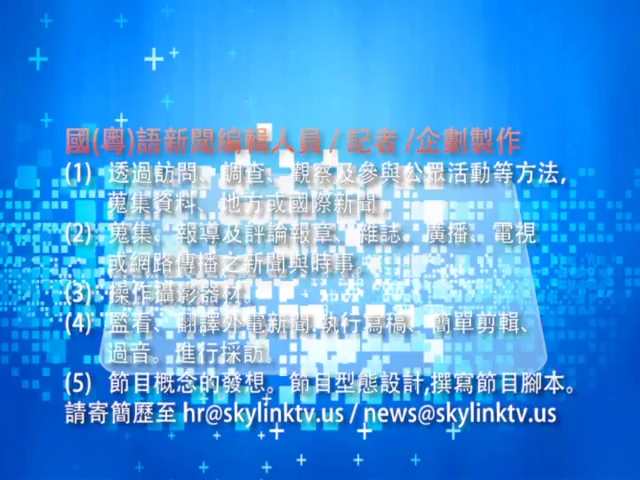 國(粵)語新聞編輯人員 / 記者 /企劃製作
(1) 透過訪問、調查、觀察及參與公眾活動等方法,
蒐集資料、地方或國際新聞。
(2) 蒐集、報導及評論報章、雜誌。廣播、電視
或網路傳播之新聞與時事。
(3) 操作攝影器材。
(4) 監看、翻譯外電新聞.執行寫稿、簡單剪輯、
過音。進行採訪。
(5) 節目概念的發想。節目型態設計,撰寫節目腳本。
請寄簡歷至 hr@skylinktv.us / news@skylinktv.us